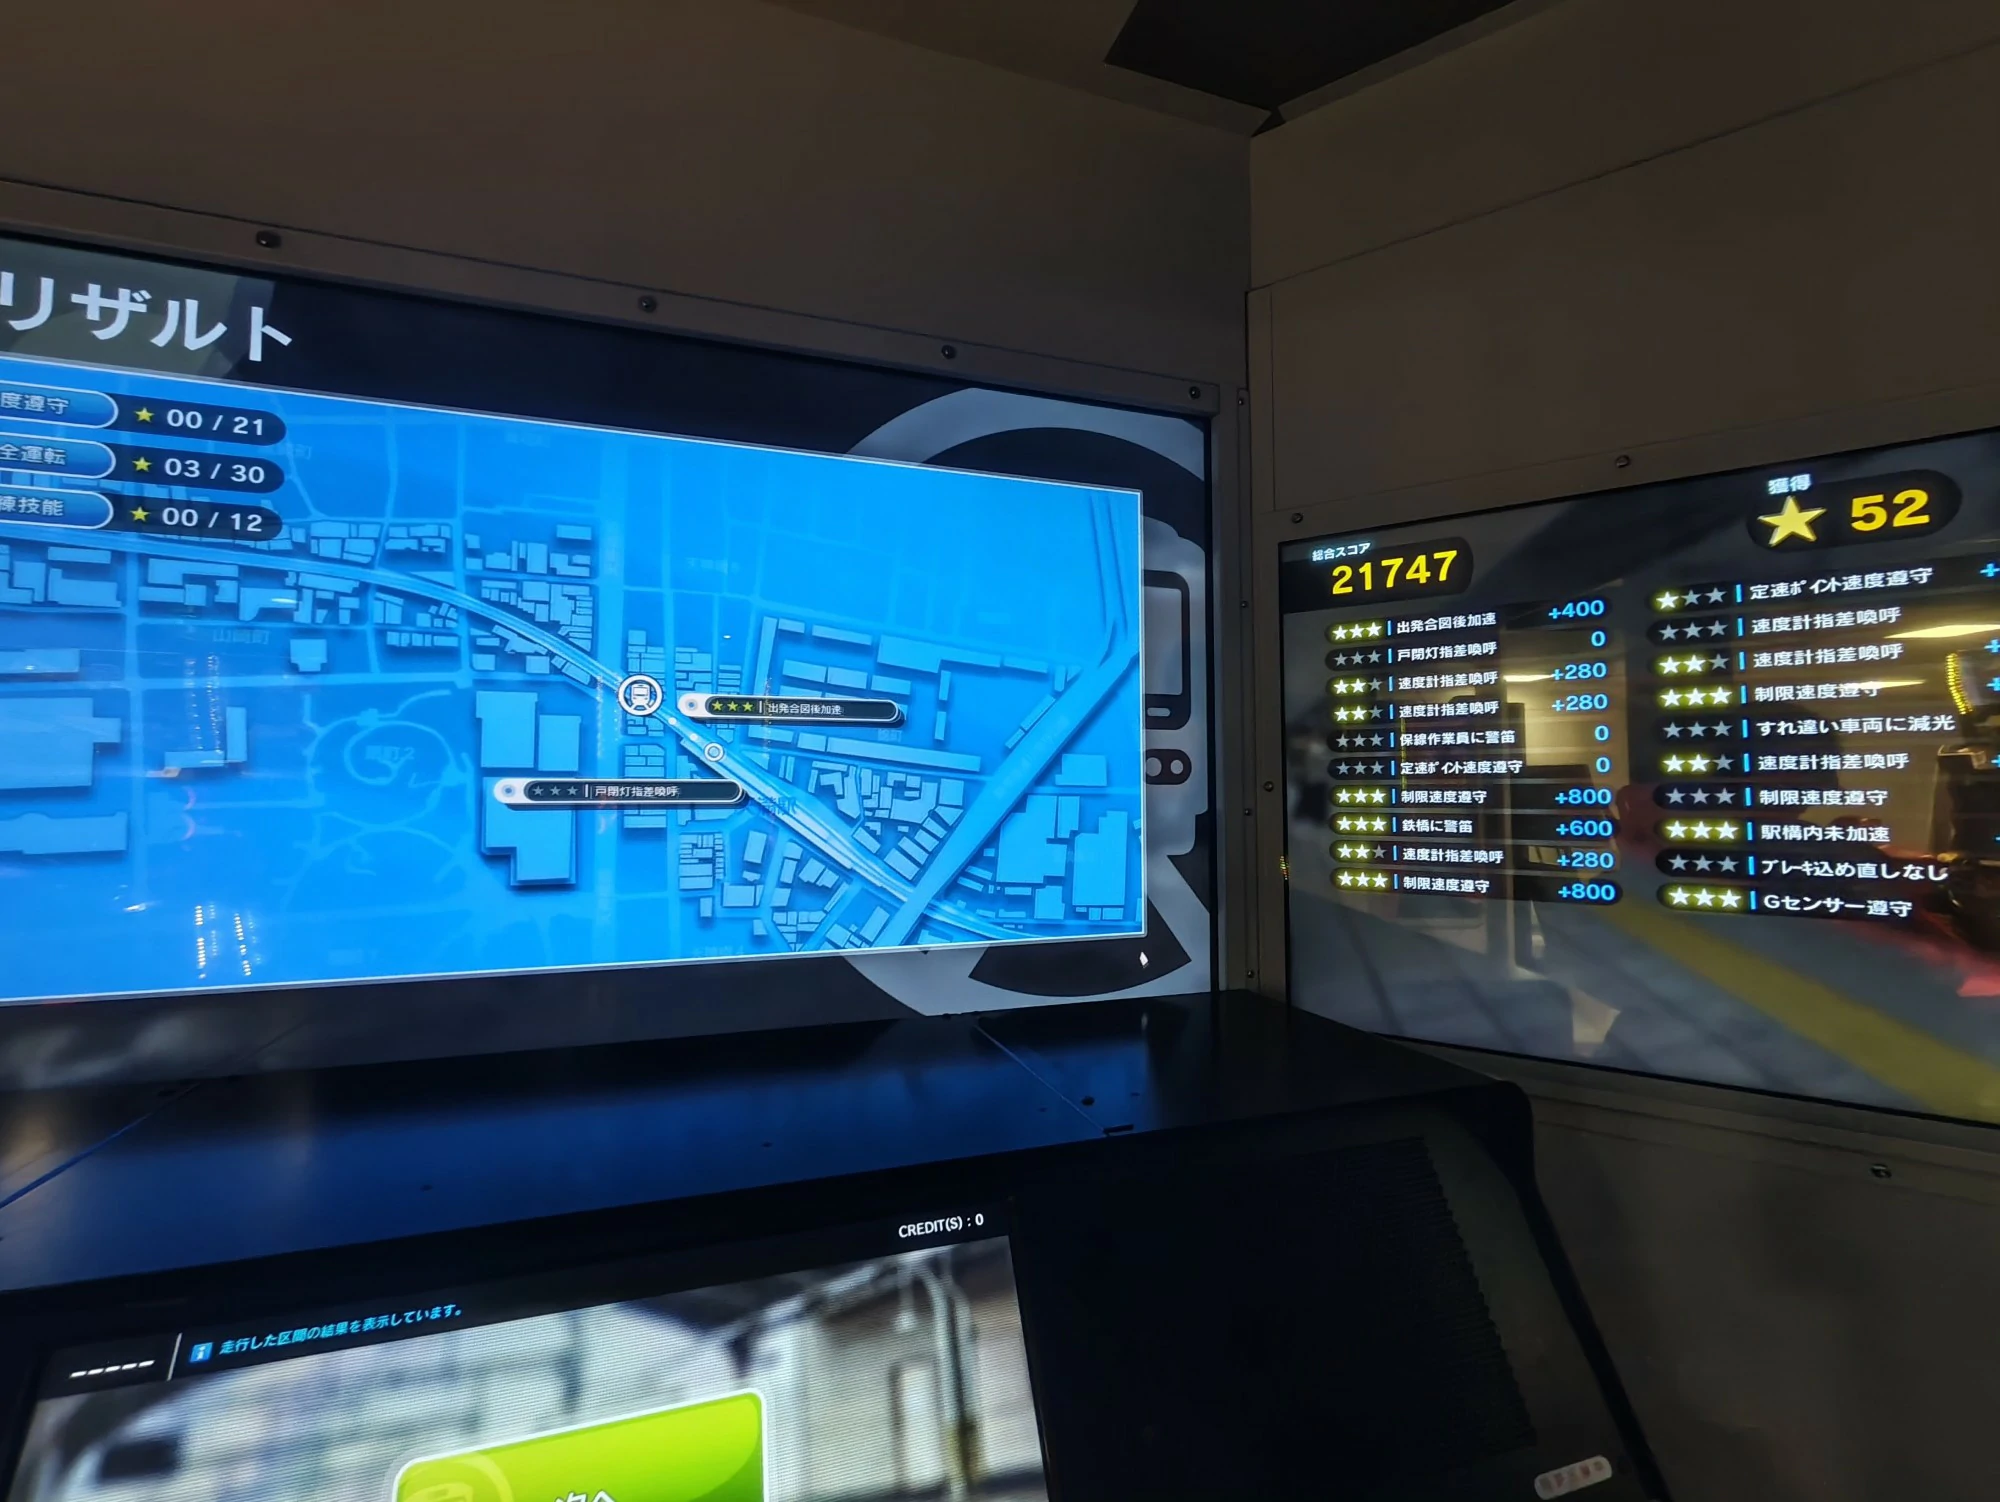 リザルト
度遵守 ★ 00 / 21
全運転 ★ 03 / 30
練技能 ★ 00 / 12
★★★ | 出発合図後加速
★★★ | 戸閉灯指差喚呼
総合スコア
21747
獲得
★ 52
★★★ | 出発合図後加速 +400
★★★ | 戸閉灯指差喚呼 0
★★★ | 速度計指差喚呼 +280
★★★ | 速度計指差喚呼 +280
★★★ | 保線作業員に警笛 0
★★★ | 定速ポイント速度遵守 0
★★★ | 制限速度遵守 +800
★★★ | 鉄橋に警笛 +600
★★★ | 速度計指差喚呼 +280
★★★ | 制限速度遵守 +800
★★★ | 定速ポイント速度遵守 +
★★★ | 速度計指差喚呼
★★★ | 速度計指差喚呼 +
★★★ | 制限速度遵守 +
★★★ | すれ違い車両に減光
★★★ | 速度計指差喚呼 +
★★★ | 制限速度遵守
★★★ | 駅構内未加速
★★★ | ブレーキ込め直しなし
★★★ | Gセンサー遵守
CREDIT(S) : 0
走行した区間の結果を表示しています。
次へ